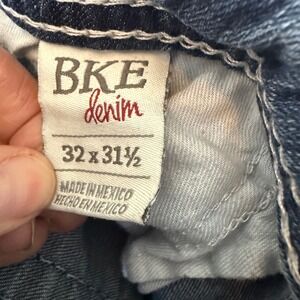 BKE
denim
32 x 31½
MADE IN MEXICO
HECHO EN MEXICO